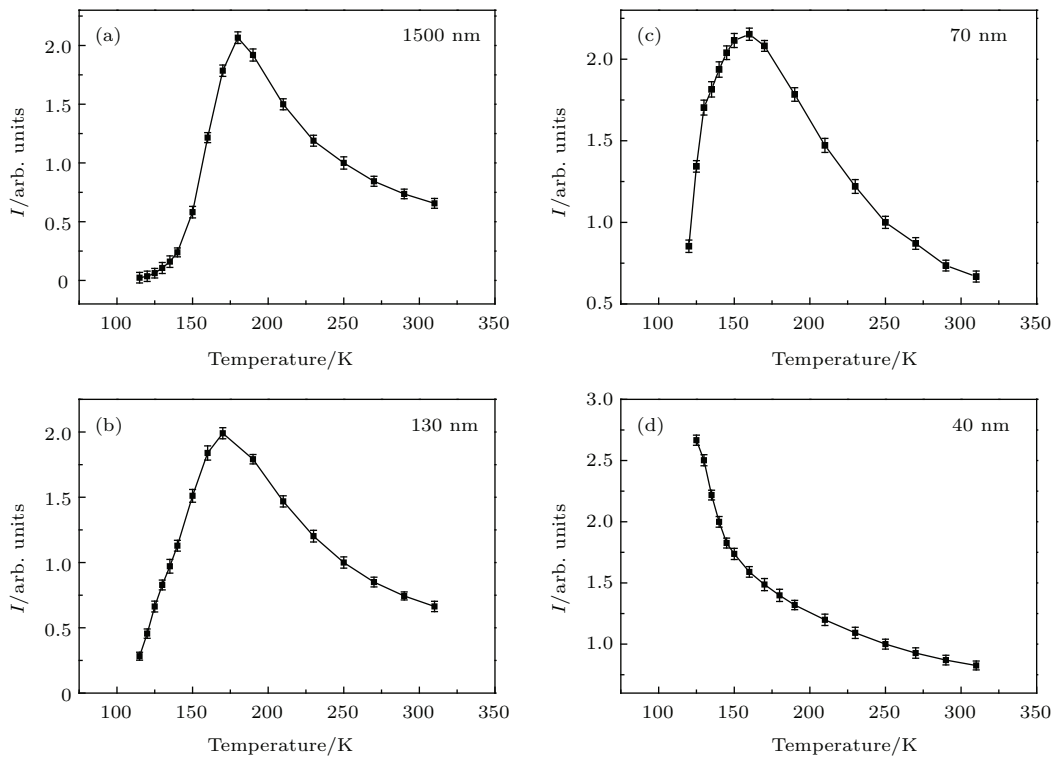 (a) 1500 nm
2.0
1.5
1.0
0.5
0
I/arb. units
100 150 200 250 300 350
Temperature/K
(c) 70 nm
2.0
1.5
1.0
0.5
I/arb. units
100 150 200 250 300 350
Temperature/K
(b) 130 nm
2.0
1.5
1.0
0.5
0
I/arb. units
100 150 200 250 300 350
Temperature/K
(d) 40 nm
3.0
2.5
2.0
1.5
1.0
I/arb. units
100 150 200 250 300 350
Temperature/K